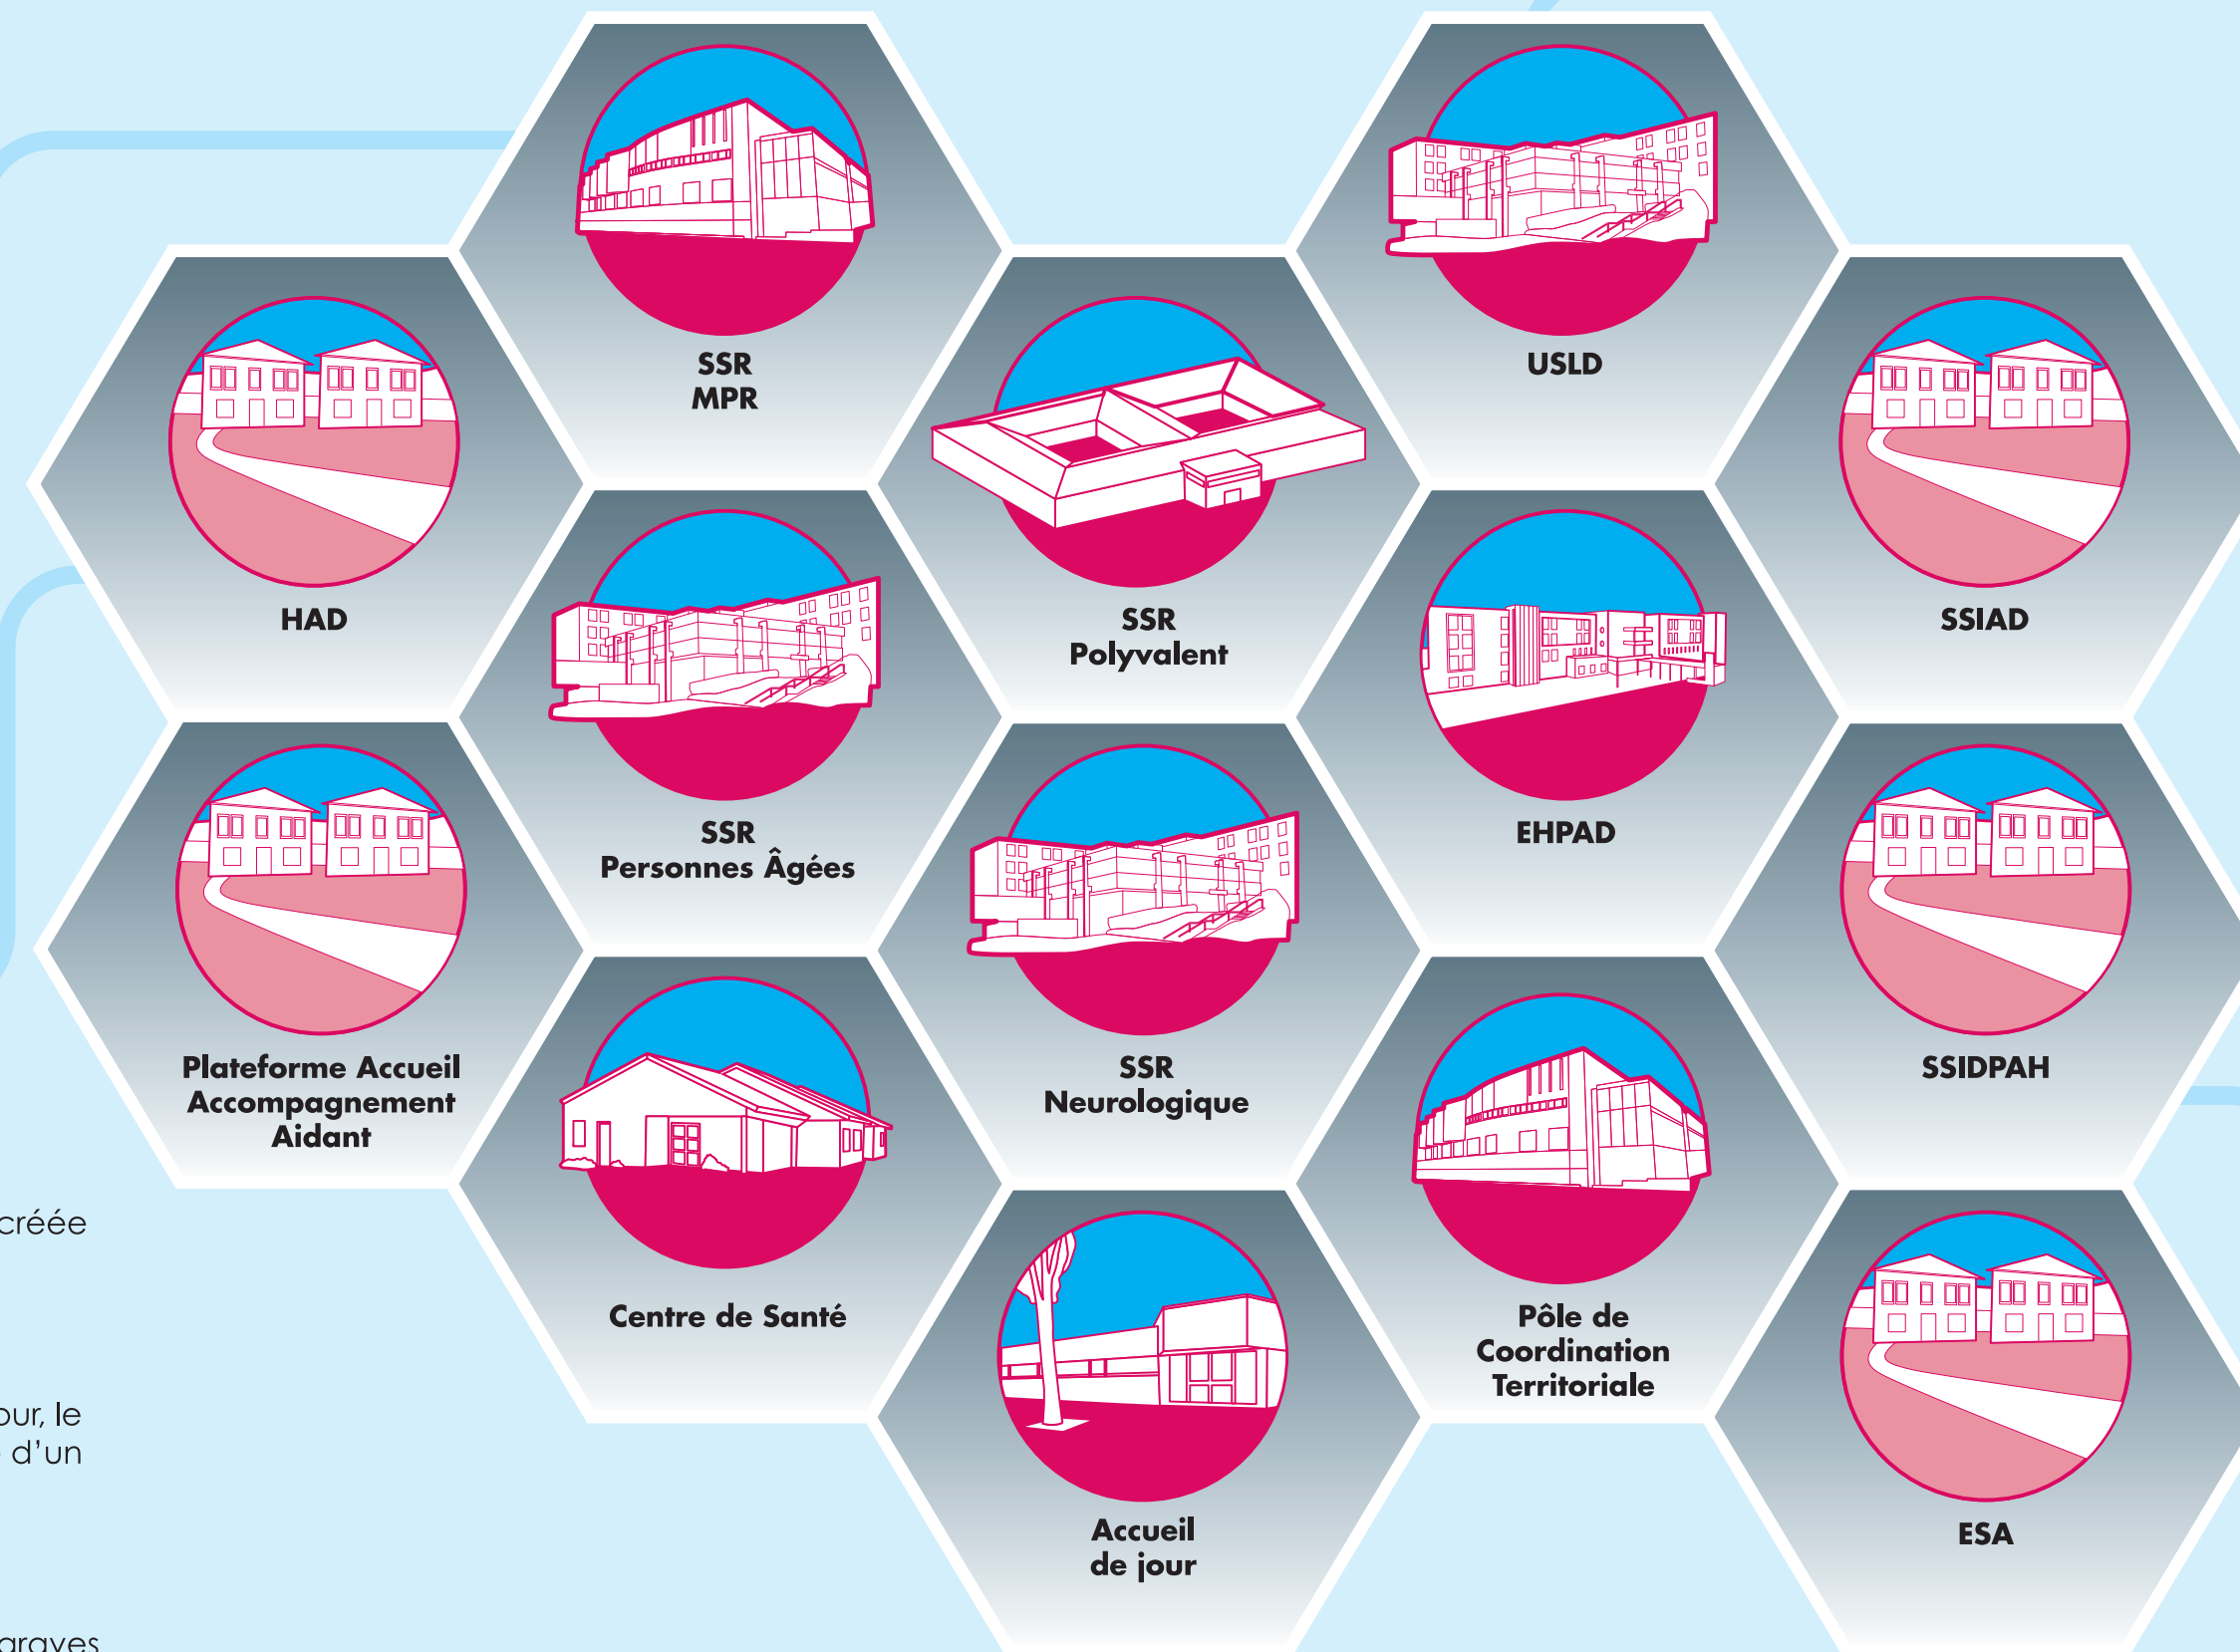 SSR
MPR
USLD
HAD
SSR
Polyvalent
SSIAD
SSR
Personnes Âgées
EHPAD
Plateforme Accueil
Accompagnement
Aidant
SSR
Neurologique
SSIDPAH
créée
Centre de Santé
Pôle de
Coordination
Territoriale
our, le
d'un
Accueil
de jour
ESA
graves